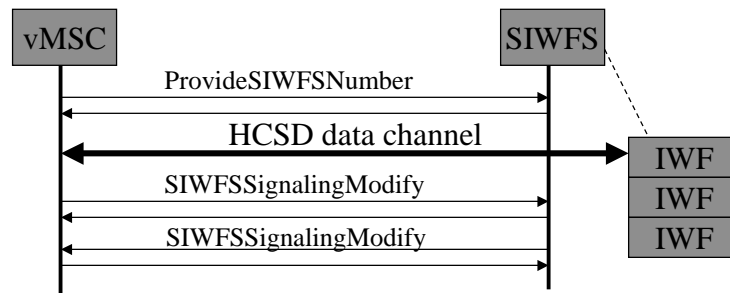 vMSC
SIWFS
ProvideSIWFSNumber
HCSD data channel
IWF
SIWFSSignalingModify
IWF
SIWFSSignalingModify
IWF